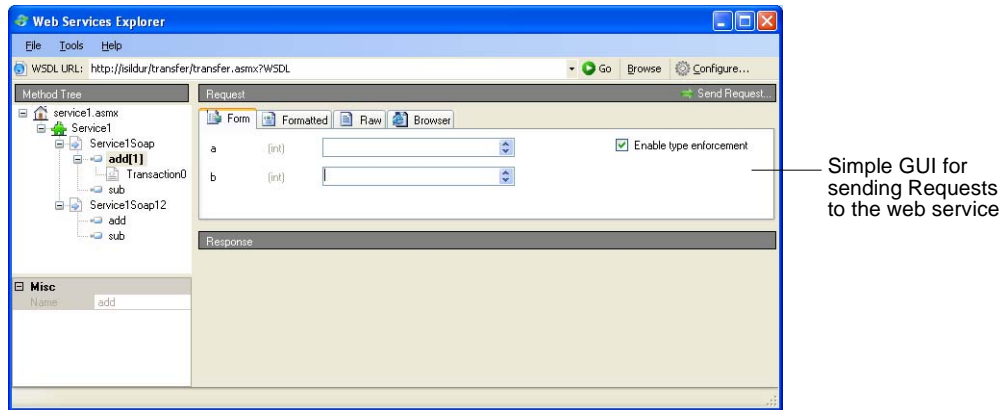 Web Services Explorer
File Tools Help
WSDL URL: http://isildur/transfer/transfer.asmx?WSDL Go Browse Configure...
Method Tree
service1.asmx
Service1
Service1Soap
add[1]
Transaction0
sub
Service1Soap12
add
sub
Misc
Name add
Request Send Request...
Form Formatted Raw Browser
a (int) Enable type enforcement
b (int)
Response
Simple GUI for
sending Requests
to the web service